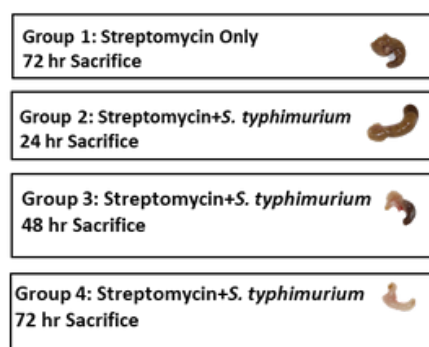 Group 1: Streptomycin Only
72 hr Sacrifice
Group 2: Streptomycin+S. typhimurium
24 hr Sacrifice
Group 3: Streptomycin+S. typhimurium
48 hr Sacrifice
Group 4: Streptomycin+S. typhimurium
72 hr Sacrifice